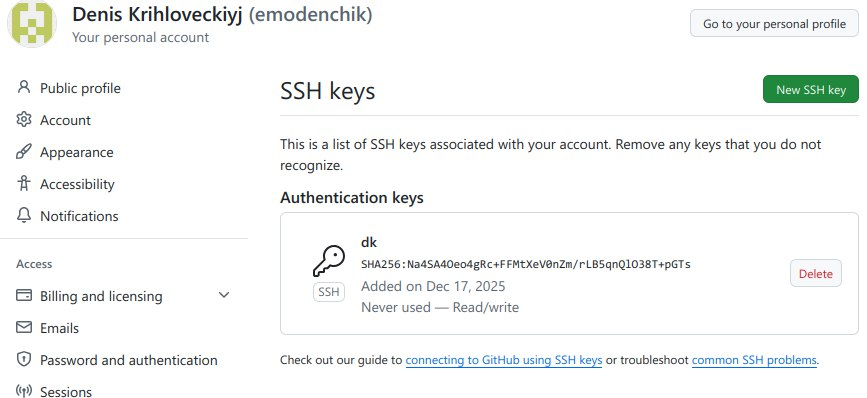 Denis Krihloveckiyj (emodenchik)
Your personal account
Go to your personal profile
Public profile
Account
Appearance
Accessibility
Notifications
Access
Billing and licensing
Emails
Password and authentication
Sessions
SSH keys
New SSH key
This is a list of SSH keys associated with your account. Remove any keys that you do not
recognize.
Authentication keys
dk
SHA256:Na4SA4Oeo4gRc+FFMtXeV0nZm/rLB5qnQlO38T+pGTs
SSH
Added on Dec 17, 2025
Never used — Read/write
Delete
Check out our guide to connecting to GitHub using SSH keys or troubleshoot common SSH problems.